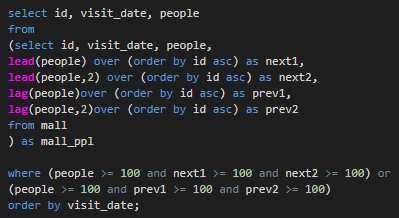 select id, visit_date, people
from
(select id, visit_date, people,
lead(people) over (order by id asc) as next1,
lead(people,2) over (order by id asc) as next2,
lag(people)over (order by id asc) as prev1,
lag(people,2)over (order by id asc) as prev2
from mall
) as mall_ppl
where (people >= 100 and next1 >= 100 and next2 >= 100) or
(people >= 100 and prev1 >= 100 and prev2 >= 100)
order by visit_date;